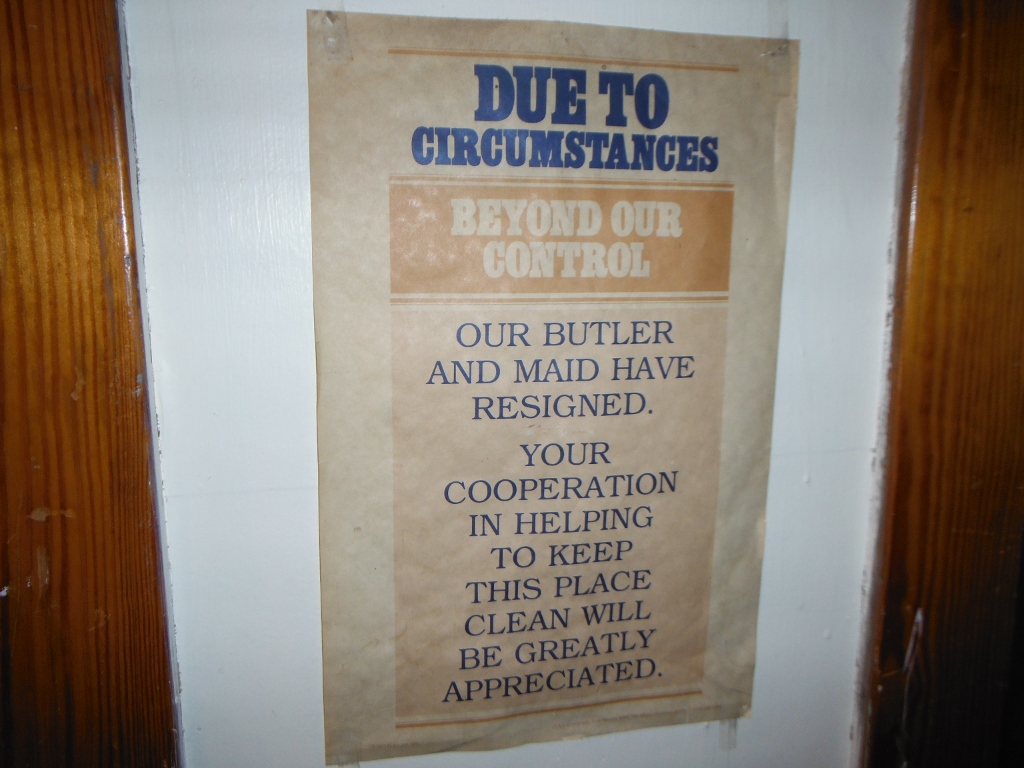 DUE TO
CIRCUMSTANCES
BEYOND OUR
CONTROL
OUR BUTLER
AND MAID HAVE
RESIGNED.
YOUR
COOPERATION
IN HELPING
TO KEEP
THIS PLACE
CLEAN WILL
BE GREATLY
APPRECIATED.